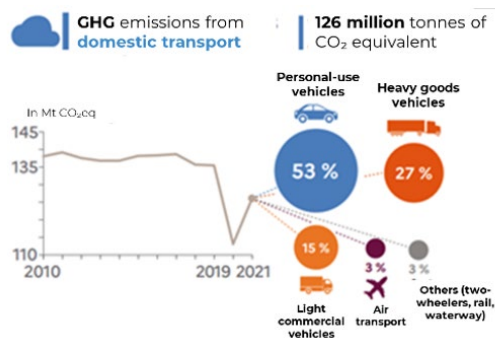 GHG emissions from
domestic transport
126 million tonnes of
CO₂ equivalent
Personal-use
vehicles
Heavy goods
vehicles
In Mt CO₂eq
145
135
110
2010
2019 2021
53 %
27 %
15 %
3 %
3 %
Light
commercial
vehicles
Air
transport
Others (two-
wheelers, rail,
waterway)